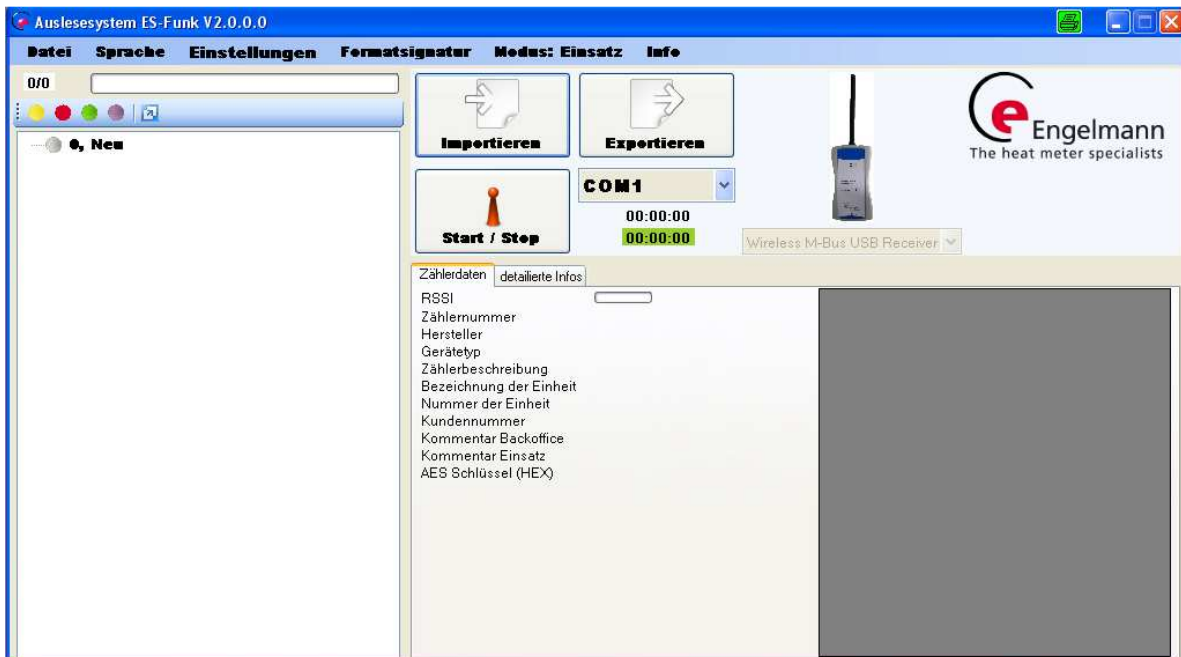 Auslesesystem ES-Funk V2.0.0.0
Datei Sprache Einstellungen Formatsignatur Modus: Einsatz Info
0/0
0, Neu
Importieren
Exportieren
Start / Stop
COM1
00:00:00
00:00:00
Wireless M-Bus USB Receiver
Engelmann
The heat meter specialists
Zählerdaten
detailierte Infos
RSSI
Zählernummer
Hersteller
Gerätetyp
Zählerbeschreibung
Bezeichnung der Einheit
Nummer der Einheit
Kundennummer
Kommentar Backoffice
Kommentar Einsatz
AES Schlüssel (HEX)